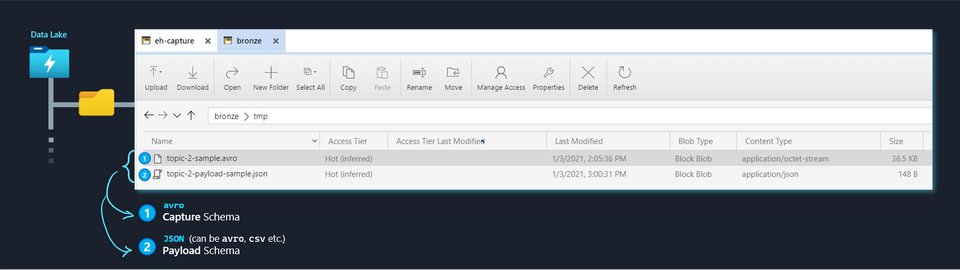 Data Lake
eh-capture
bronze
Upload Download Open New Folder Select All Copy Paste Rename Move Manage Access Properties Delete Refresh
bronze > tmp
Name Access Tier Access Tier Last Modified Last Modified Blob Type Content Type Size
1 topic-2-sample.avro Hot (inferred) 1/3/2021, 2:05:36 PM Block Blob application/octet-stream 36.5 KB
2 topic-2-payload-sample.json Hot (inferred) 1/3/2021, 3:00:31 PM Block Blob application/json 148 B
avro
1 Capture Schema
JSON (can be avro, csv etc.)
2 Payload Schema